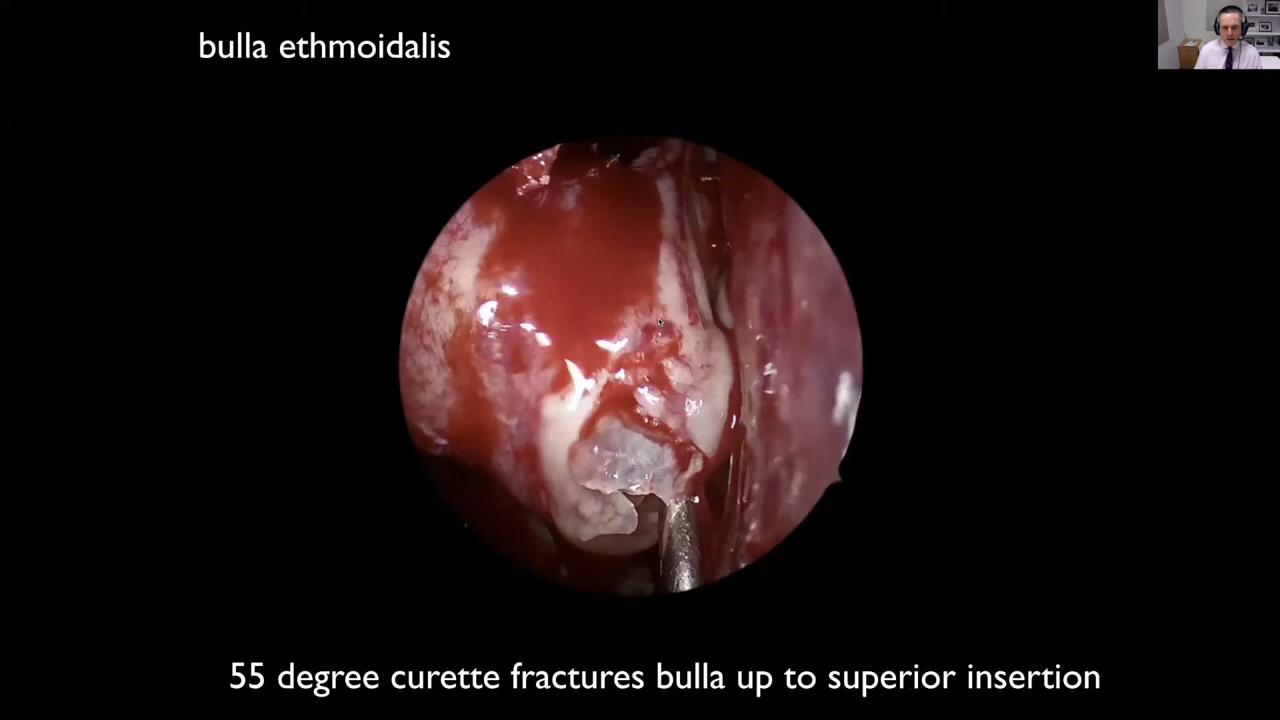 bulla ethmoidalis
55 degree curette fractures bulla up to superior insertion